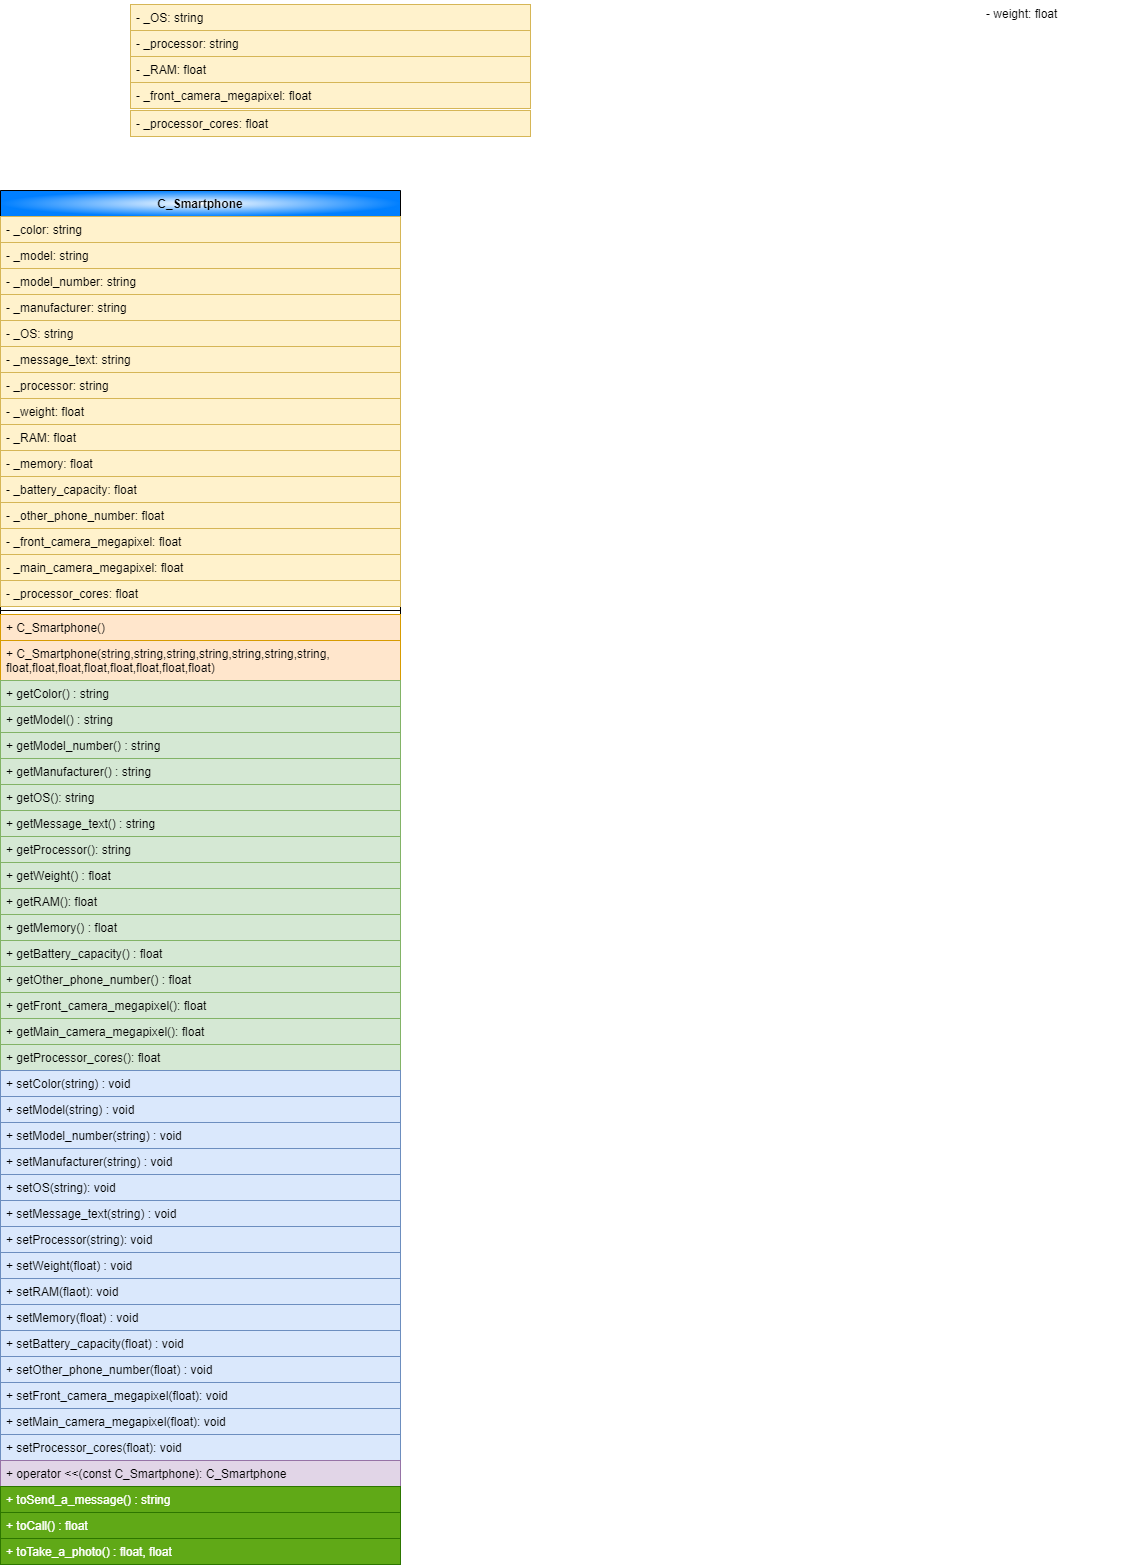 - _OS: string
- weight: float
- _processor: string
- _RAM: float
- _front_camera_megapixel: float
- _processor_cores: float
C_Smartphone
- _color: string
- _model: string
- _model_number: string
- _manufacturer: string
- _OS: string
- _message_text: string
- _processor: string
- _weight: float
- _RAM: float
- _memory: float
- _battery_capacity: float
- _other_phone_number: float
- _front_camera_megapixel: float
- _main_camera_megapixel: float
- _processor_cores: float
+ C_Smartphone()
+ C_Smartphone(string,string,string,string,string,string,string,
float,float,float,float,float,float,float,float)
+ getColor() : string
+ getModel() : string
+ getModel_number() : string
+ getManufacturer() : string
+ getOS(): string
+ getMessage_text() : string
+ getProcessor(): string
+ getWeight() : float
+ getRAM(): float
+ getMemory() : float
+ getBattery_capacity() : float
+ getOther_phone_number() : float
+ getFront_camera_megapixel(): float
+ getMain_camera_megapixel(): float
+ getProcessor_cores(): float
+ setColor(string) : void
+ setModel(string) : void
+ setModel_number(string) : void
+ setManufacturer(string) : void
+ setOS(string): void
+ setMessage_text(string) : void
+ setProcessor(string): void
+ setWeight(float) : void
+ setRAM(flaot): void
+ setMemory(float) : void
+ setBattery_capacity(float) : void
+ setOther_phone_number(float) : void
+ setFront_camera_megapixel(float): void
+ setMain_camera_megapixel(float): void
+ setProcessor_cores(float): void
+ operator <<(const C_Smartphone): C_Smartphone
+ toSend_a_message() : string
+ toCall() : float
+ toTake_a_photo() : float, float